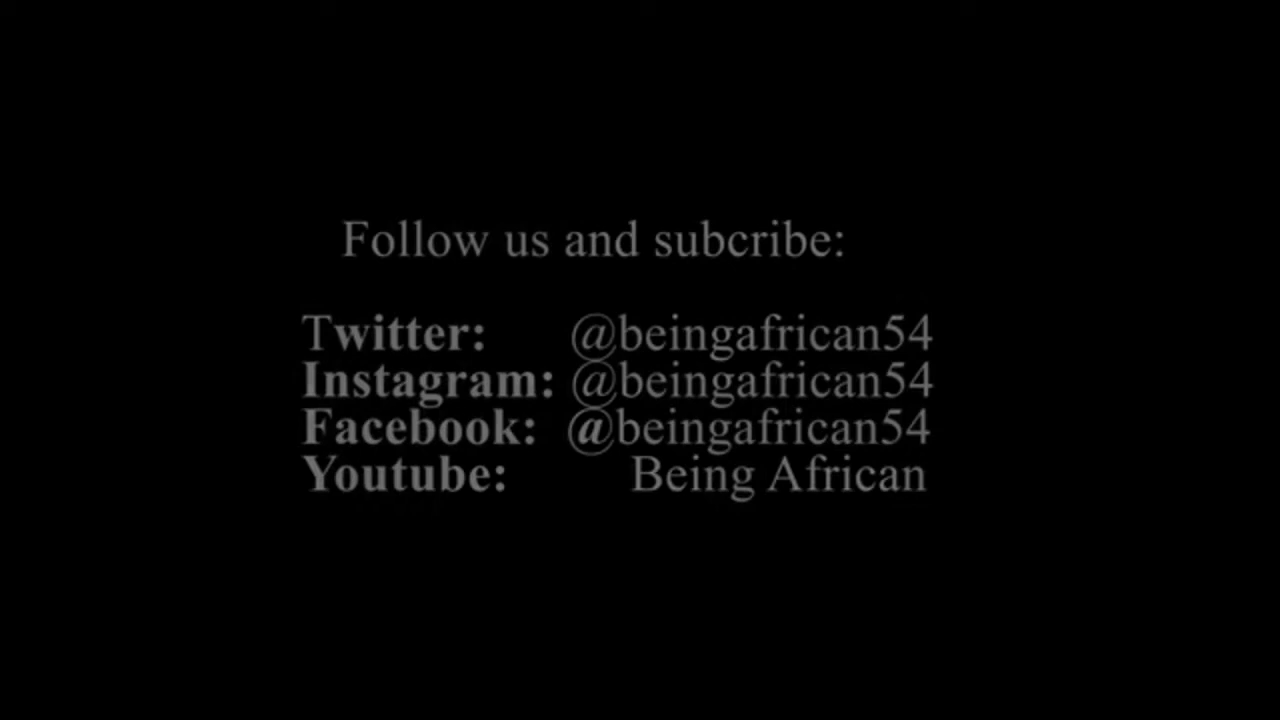 Follow us and subcribe:
Twitter: @beingafrican54
Instagram: @beingafrican54
Facebook: @beingafrican54
Youtube: Being African